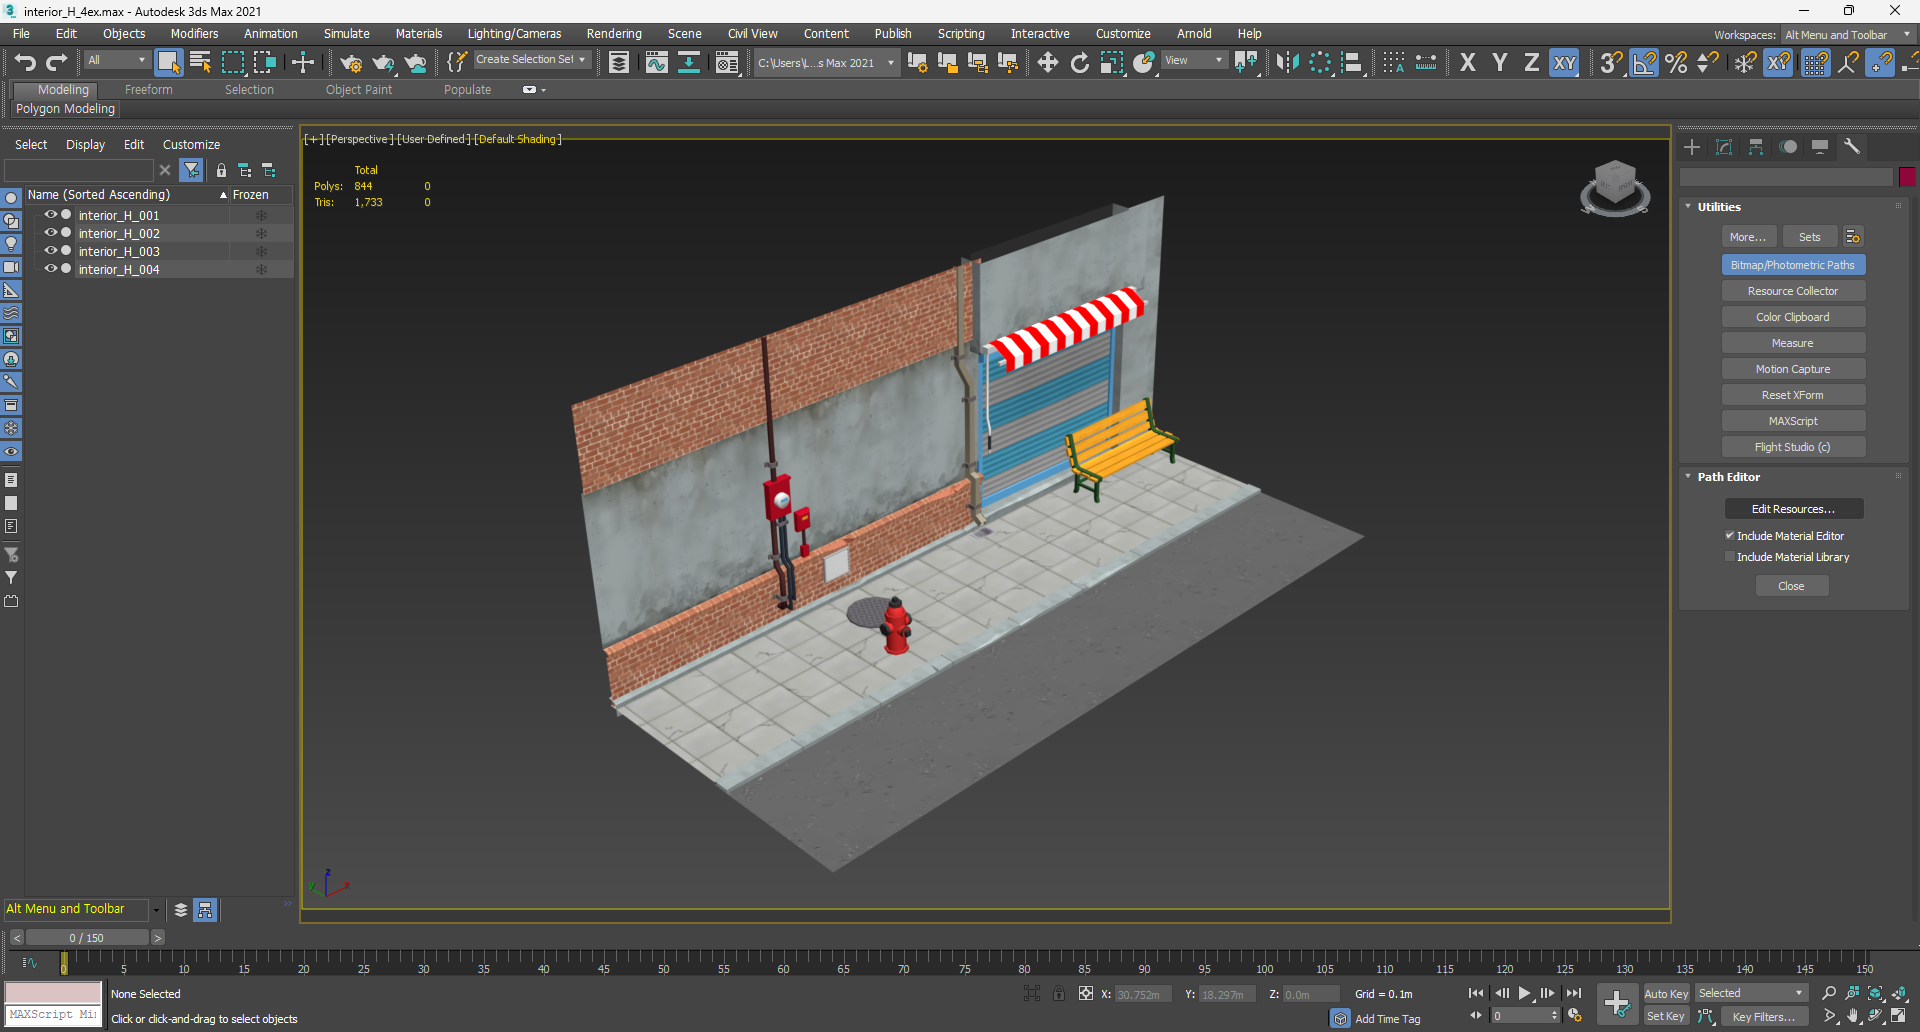 interior_H_4ex.max - Autodesk 3ds Max 2021
File Edit Objects Modifiers Animation Simulate Materials Lighting/Cameras Rendering Scene Civil View Content Publish Scripting Interactive Customize Arnold Help
Workspaces: Alt Menu and Toolbar
All Create Selection Set C:\Users\L...s Max 2021 View X Y Z XY
Modeling Freeform Selection Object Paint Populate
Polygon Modeling
Select Display Edit Customize
[+] [Perspective] [User Defined] [Default Shading]
Name (Sorted Ascending) Frozen
interior_H_001
interior_H_002
interior_H_003
interior_H_004
Total
Polys: 844 0
Tris: 1,733 0
Utilities
More... Sets
Bitmap/Photometric Paths
Resource Collector
Color Clipboard
Measure
Motion Capture
Reset XForm
MAXScript
Flight Studio (c)
Path Editor
Edit Resources...
Include Material Editor
Include Material Library
Close
z
y x
Alt Menu and Toolbar
< 0 / 150 >
0 5 10 15 20 25 30 35 40 45 50 55 60 65 70 75 80 85 90 95 100 105 110 115 120 125 130 135 140 145 150
None Selected
X: 30.752m Y: 18.297m Z: 0.0m Grid = 0.1m
Auto Key Selected
MAXScript Mi
Click or click-and-drag to select objects
Add Time Tag
0
Set Key Key Filters...